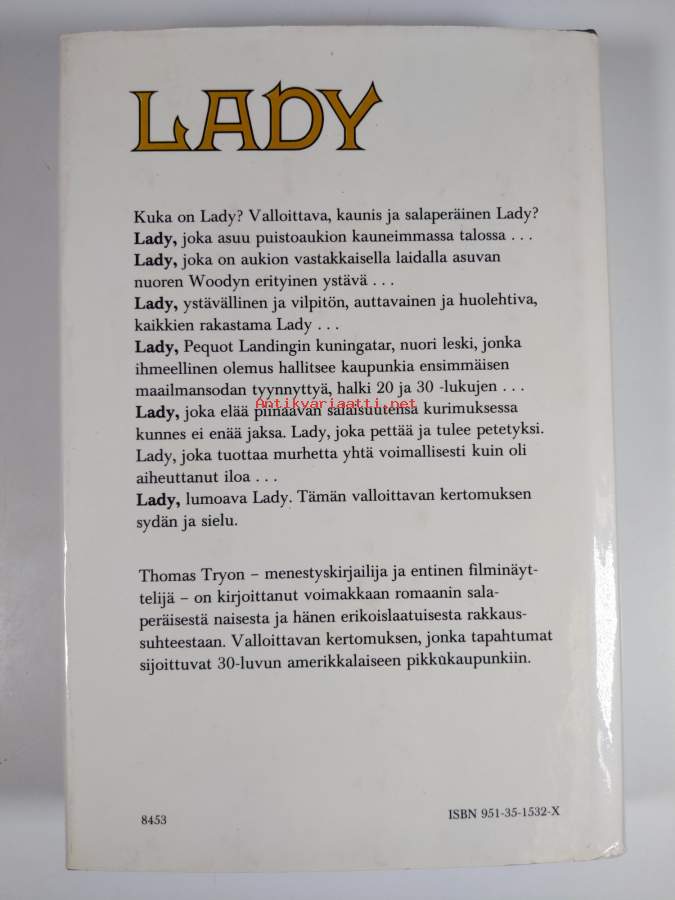 LADY
Kuka on Lady? Valloittava, kaunis ja salaperäinen Lady?
Lady, joka asuu puistoaukion kauneimmassa talossa . . .
Lady, joka on aukion vastakkaisella laidalla asuvan
nuoren Woodyn erityinen ystävä . . .
Lady, ystävällinen ja vilpitön, auttavainen ja huolehtiva,
kaikkien rakastama Lady . . .
Lady, Pequot Landingin kuningatar, nuori leski, jonka
ihmeellinen olemus hallitsee kaupunkia ensimmäisen
maailmansodan tyynnyttyä, halki 20 ja 30 -lukujen . . .
Antikvariaatti.net
Lady, joka elää piinaavan salaisuutensa kurimuksessa
kunnes ei enää jaksa. Lady, joka pettää ja tulee petetyksi.
Lady, joka tuottaa murhetta yhtä voimallisesti kuin oli
aiheuttanut iloa . . .
Lady, lumoava Lady. Tämän valloittavan kertomuksen
sydän ja sielu.
Thomas Tryon – menestyskirjailija ja entinen filminäyt-
telijä – on kirjoittanut voimakkaan romaanin sala-
peräisestä naisesta ja hänen erikoislaatuisesta rakkaus-
suhteestaan. Valloittavan kertomuksen, jonka tapahtumat
sijoittuvat 30-luvun amerikkalaiseen pikkukaupunkiin.
8453
ISBN 951-35-1532-X